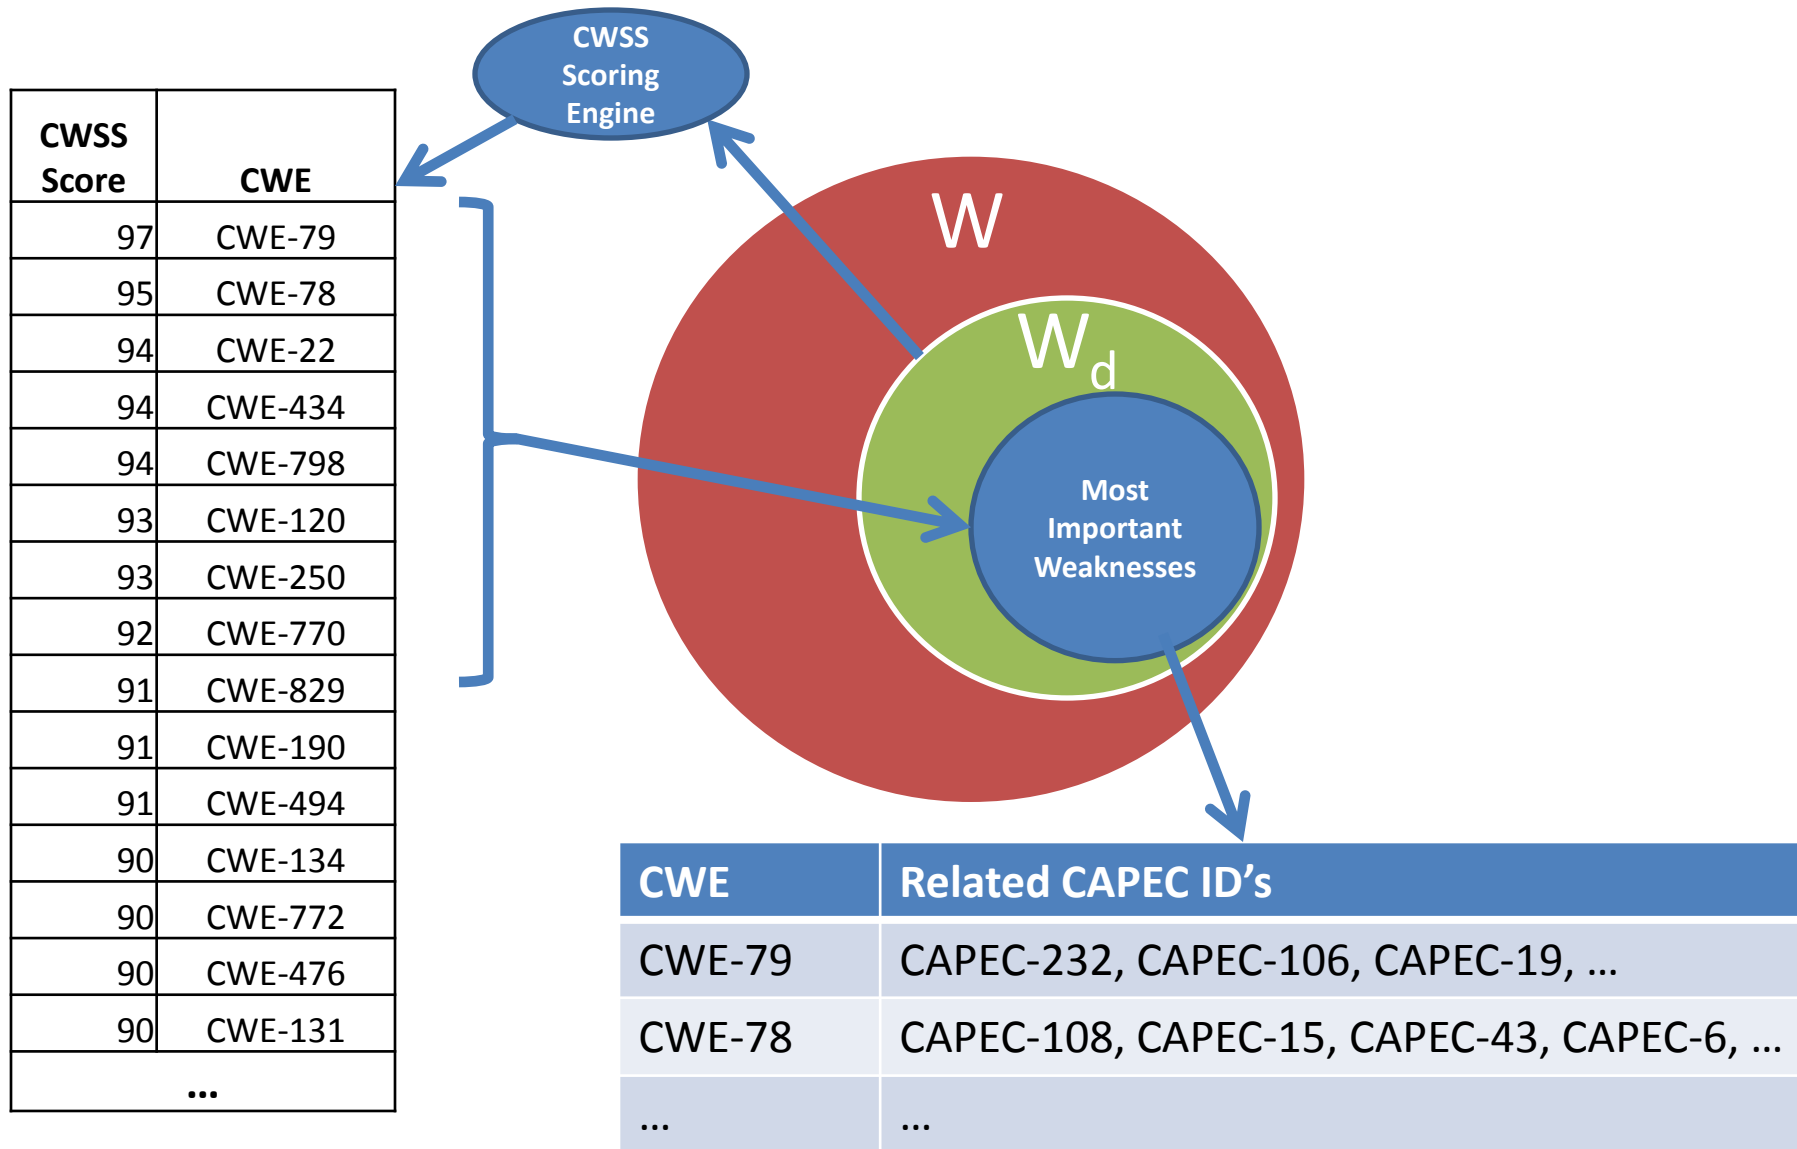 CWSS
Scoring
Engine
CWSS
Score CWE
97 CWE-79
95 CWE-78
94 CWE-22
94 CWE-434
94 CWE-798
93 CWE-120
93 CWE-250
92 CWE-770
91 CWE-829
91 CWE-190
91 CWE-494
90 CWE-134
90 CWE-772
90 CWE-476
90 CWE-131
...
W
Wd
Most
Important
Weaknesses
CWE Related CAPEC ID’s
CWE-79 CAPEC-232, CAPEC-106, CAPEC-19, ...
CWE-78 CAPEC-108, CAPEC-15, CAPEC-43, CAPEC-6, ...
... ...